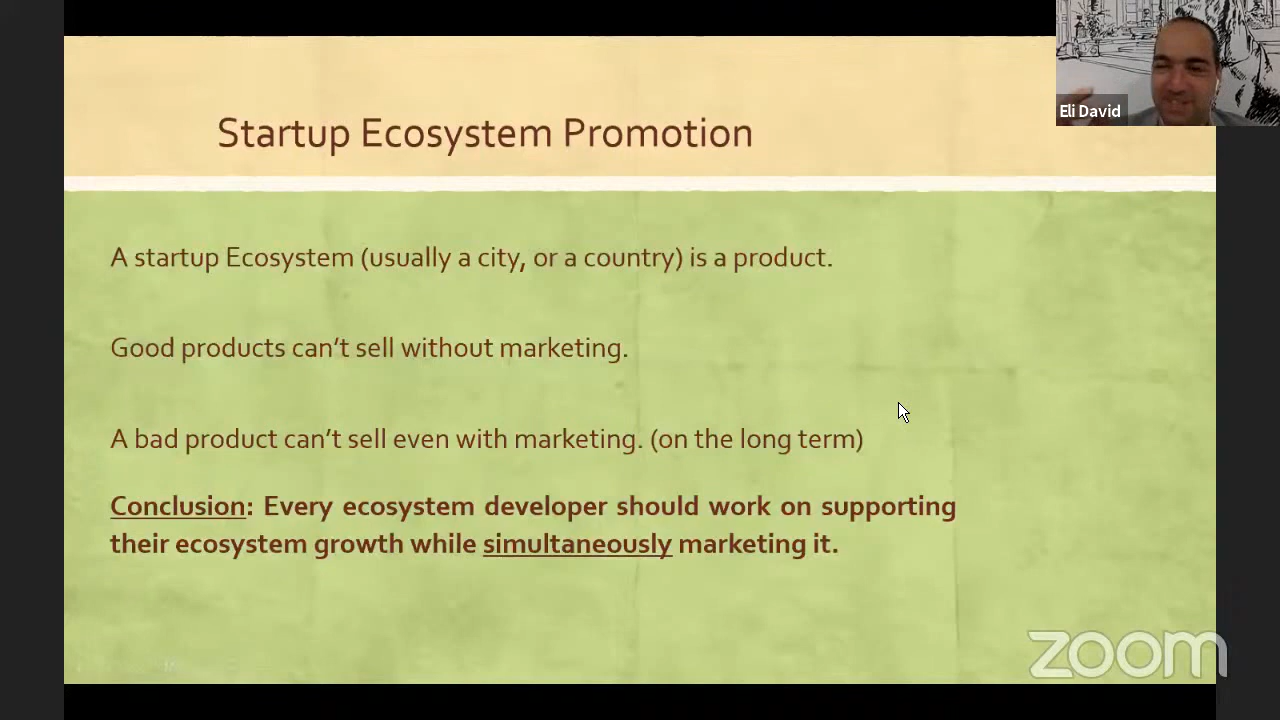 Eli David
Startup Ecosystem Promotion
A startup Ecosystem (usually a city, or a country) is a product.
Good products can’t sell without marketing.
A bad product can’t sell even with marketing. (on the long term)
Conclusion: Every ecosystem developer should work on supporting
their ecosystem growth while simultaneously marketing it.
zoom